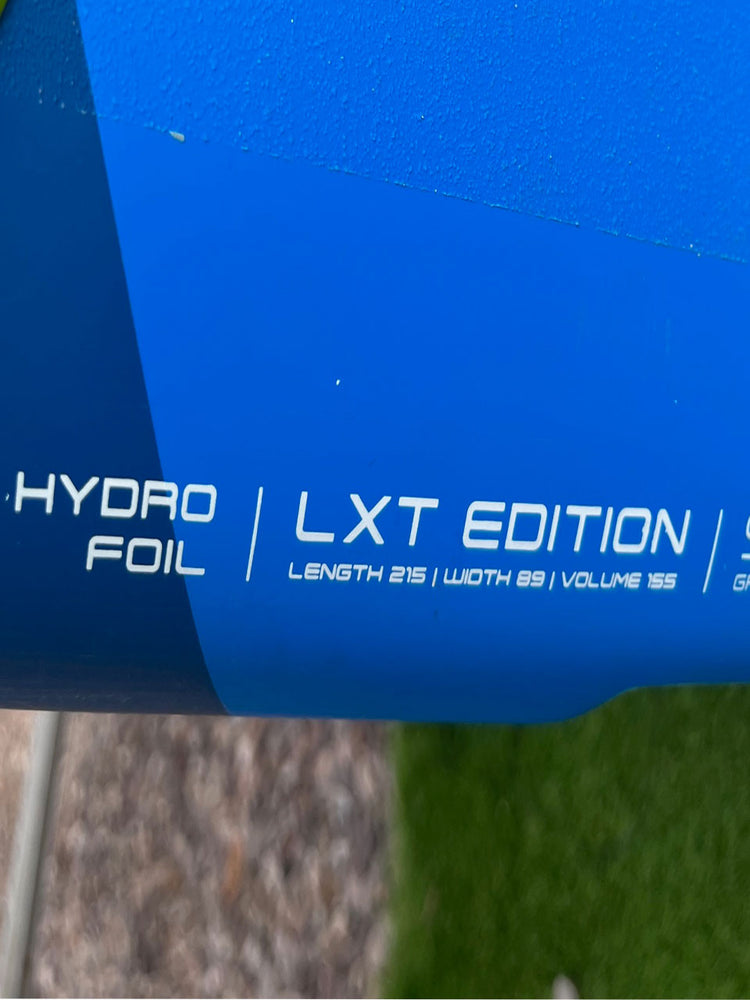 HYDRO
FOIL
LXT EDITION
LENGTH 215 | WIDTH 89 | VOLUME 155